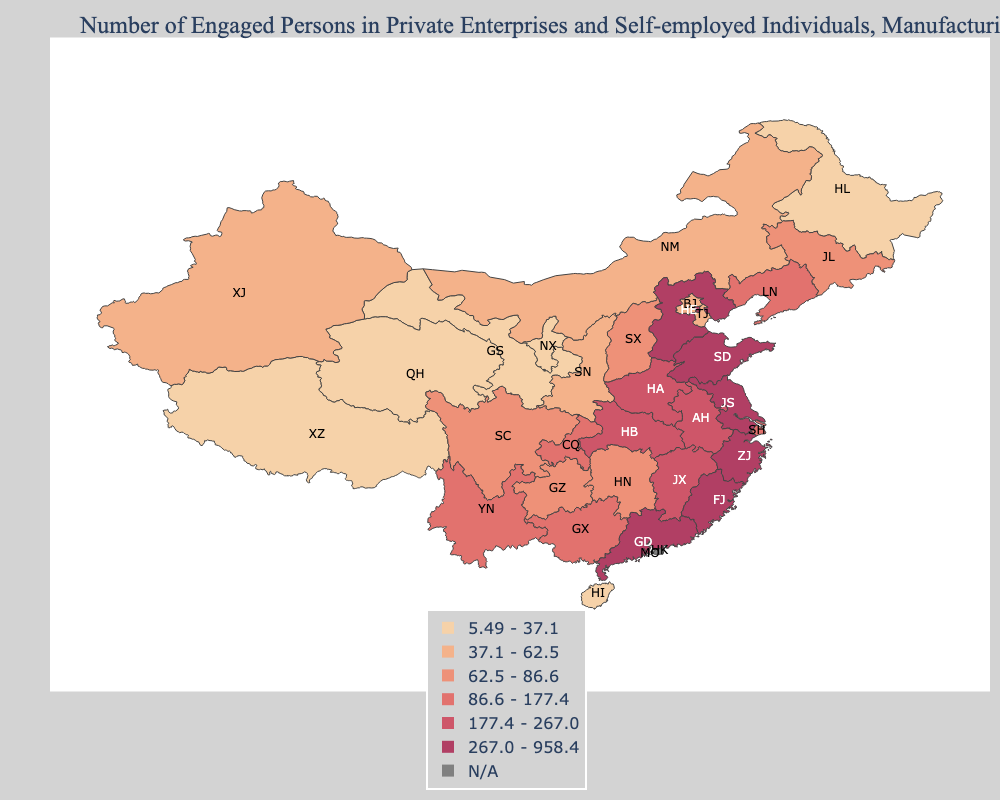 Number of Engaged Persons in Private Enterprises and Self-employed Individuals, Manufacturi
HL
NM
JL
XJ
LN
BJ
HE
TJ
SX
NX
GS
SD
SN
QH
HA
JS
AH
SH
HB
XZ
SC
CQ
ZJ
JX
HN
GZ
FJ
YN
GX
GD
HK
MO
HI
5.49 - 37.1
37.1 - 62.5
62.5 - 86.6
86.6 - 177.4
177.4 - 267.0
267.0 - 958.4
N/A